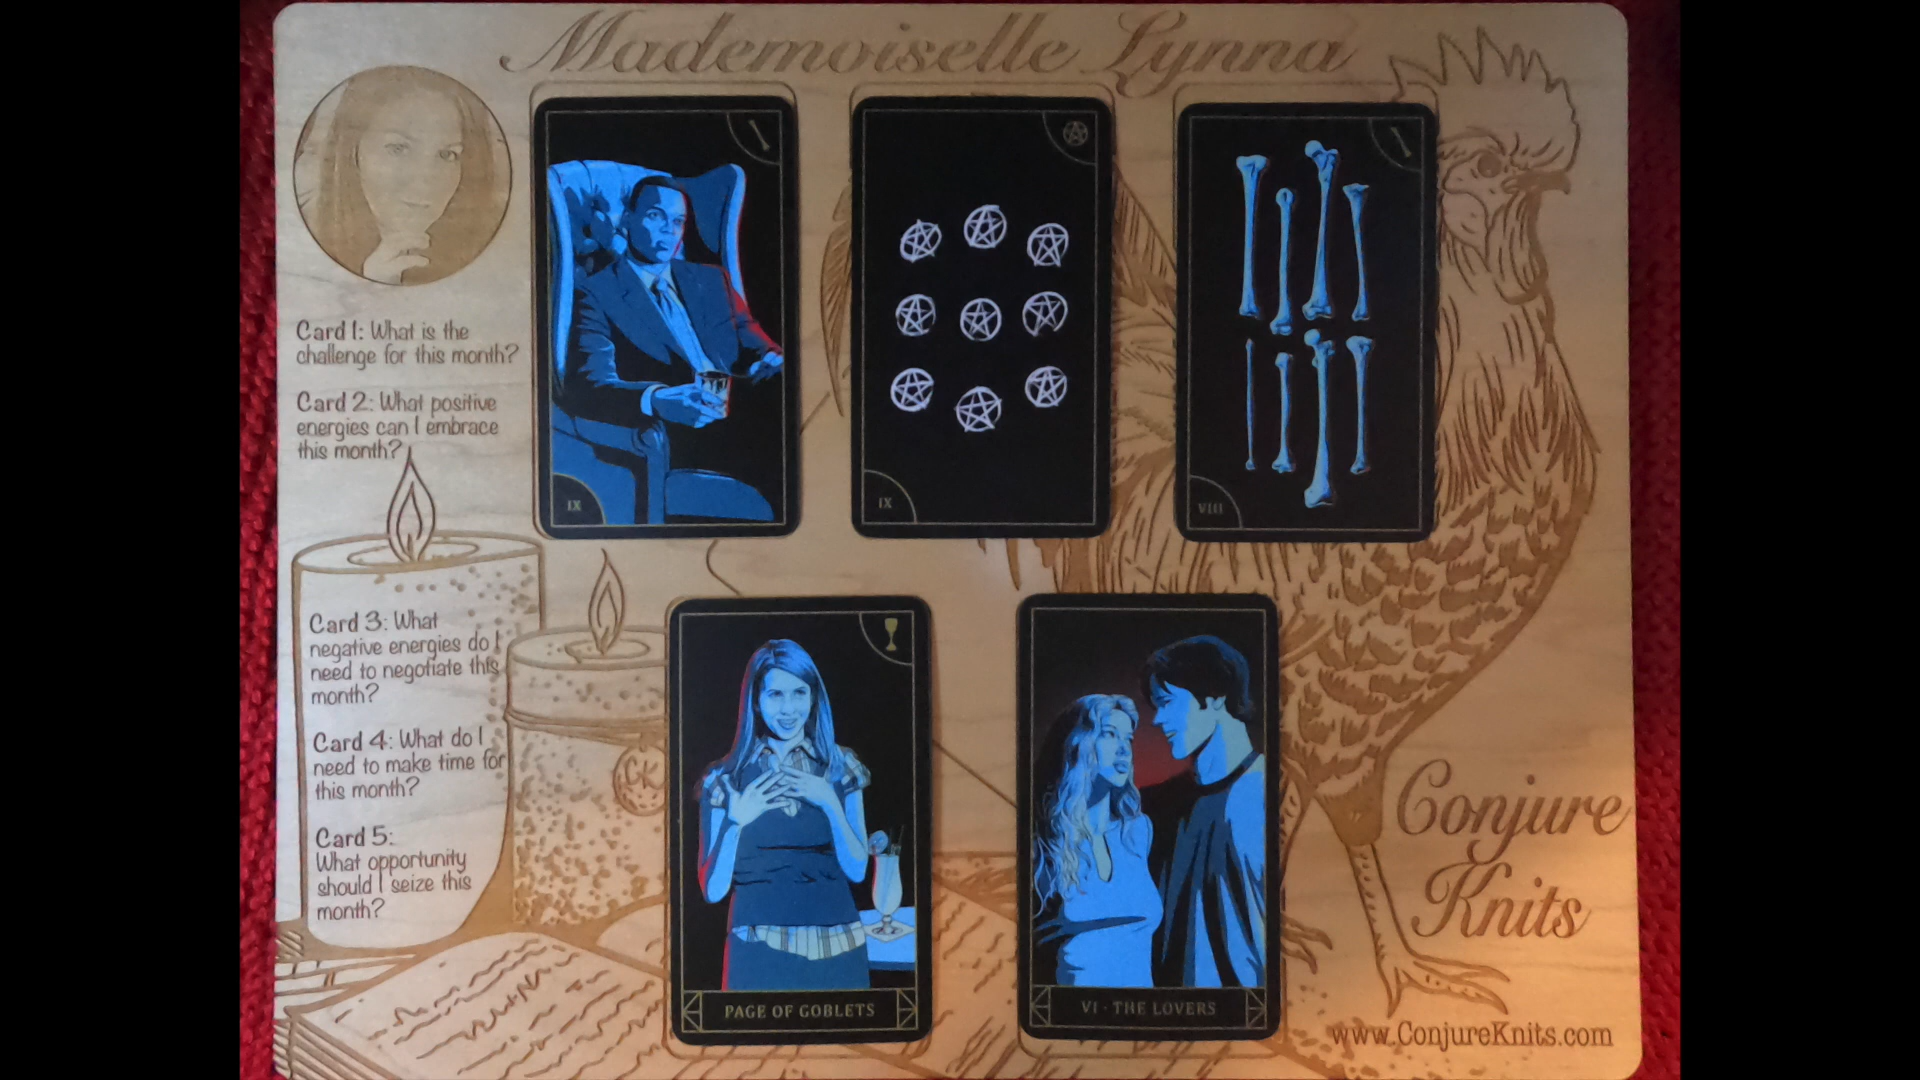 Mademoiselle Lynna
Card 1: What is the
challenge for this month?
Card 2: What positive
energies can I embrace
this month?
Card 3: What
negative energies do I
need to negotiate this
month?
Card 4: What do I
need to make time for
this month?
Card 5:
What opportunity
should I seize this
month?
IX
IX
VIII
PAGE OF GOBLETS
VI · THE LOVERS
CK
Conjure
Knits
www.ConjureKnits.com